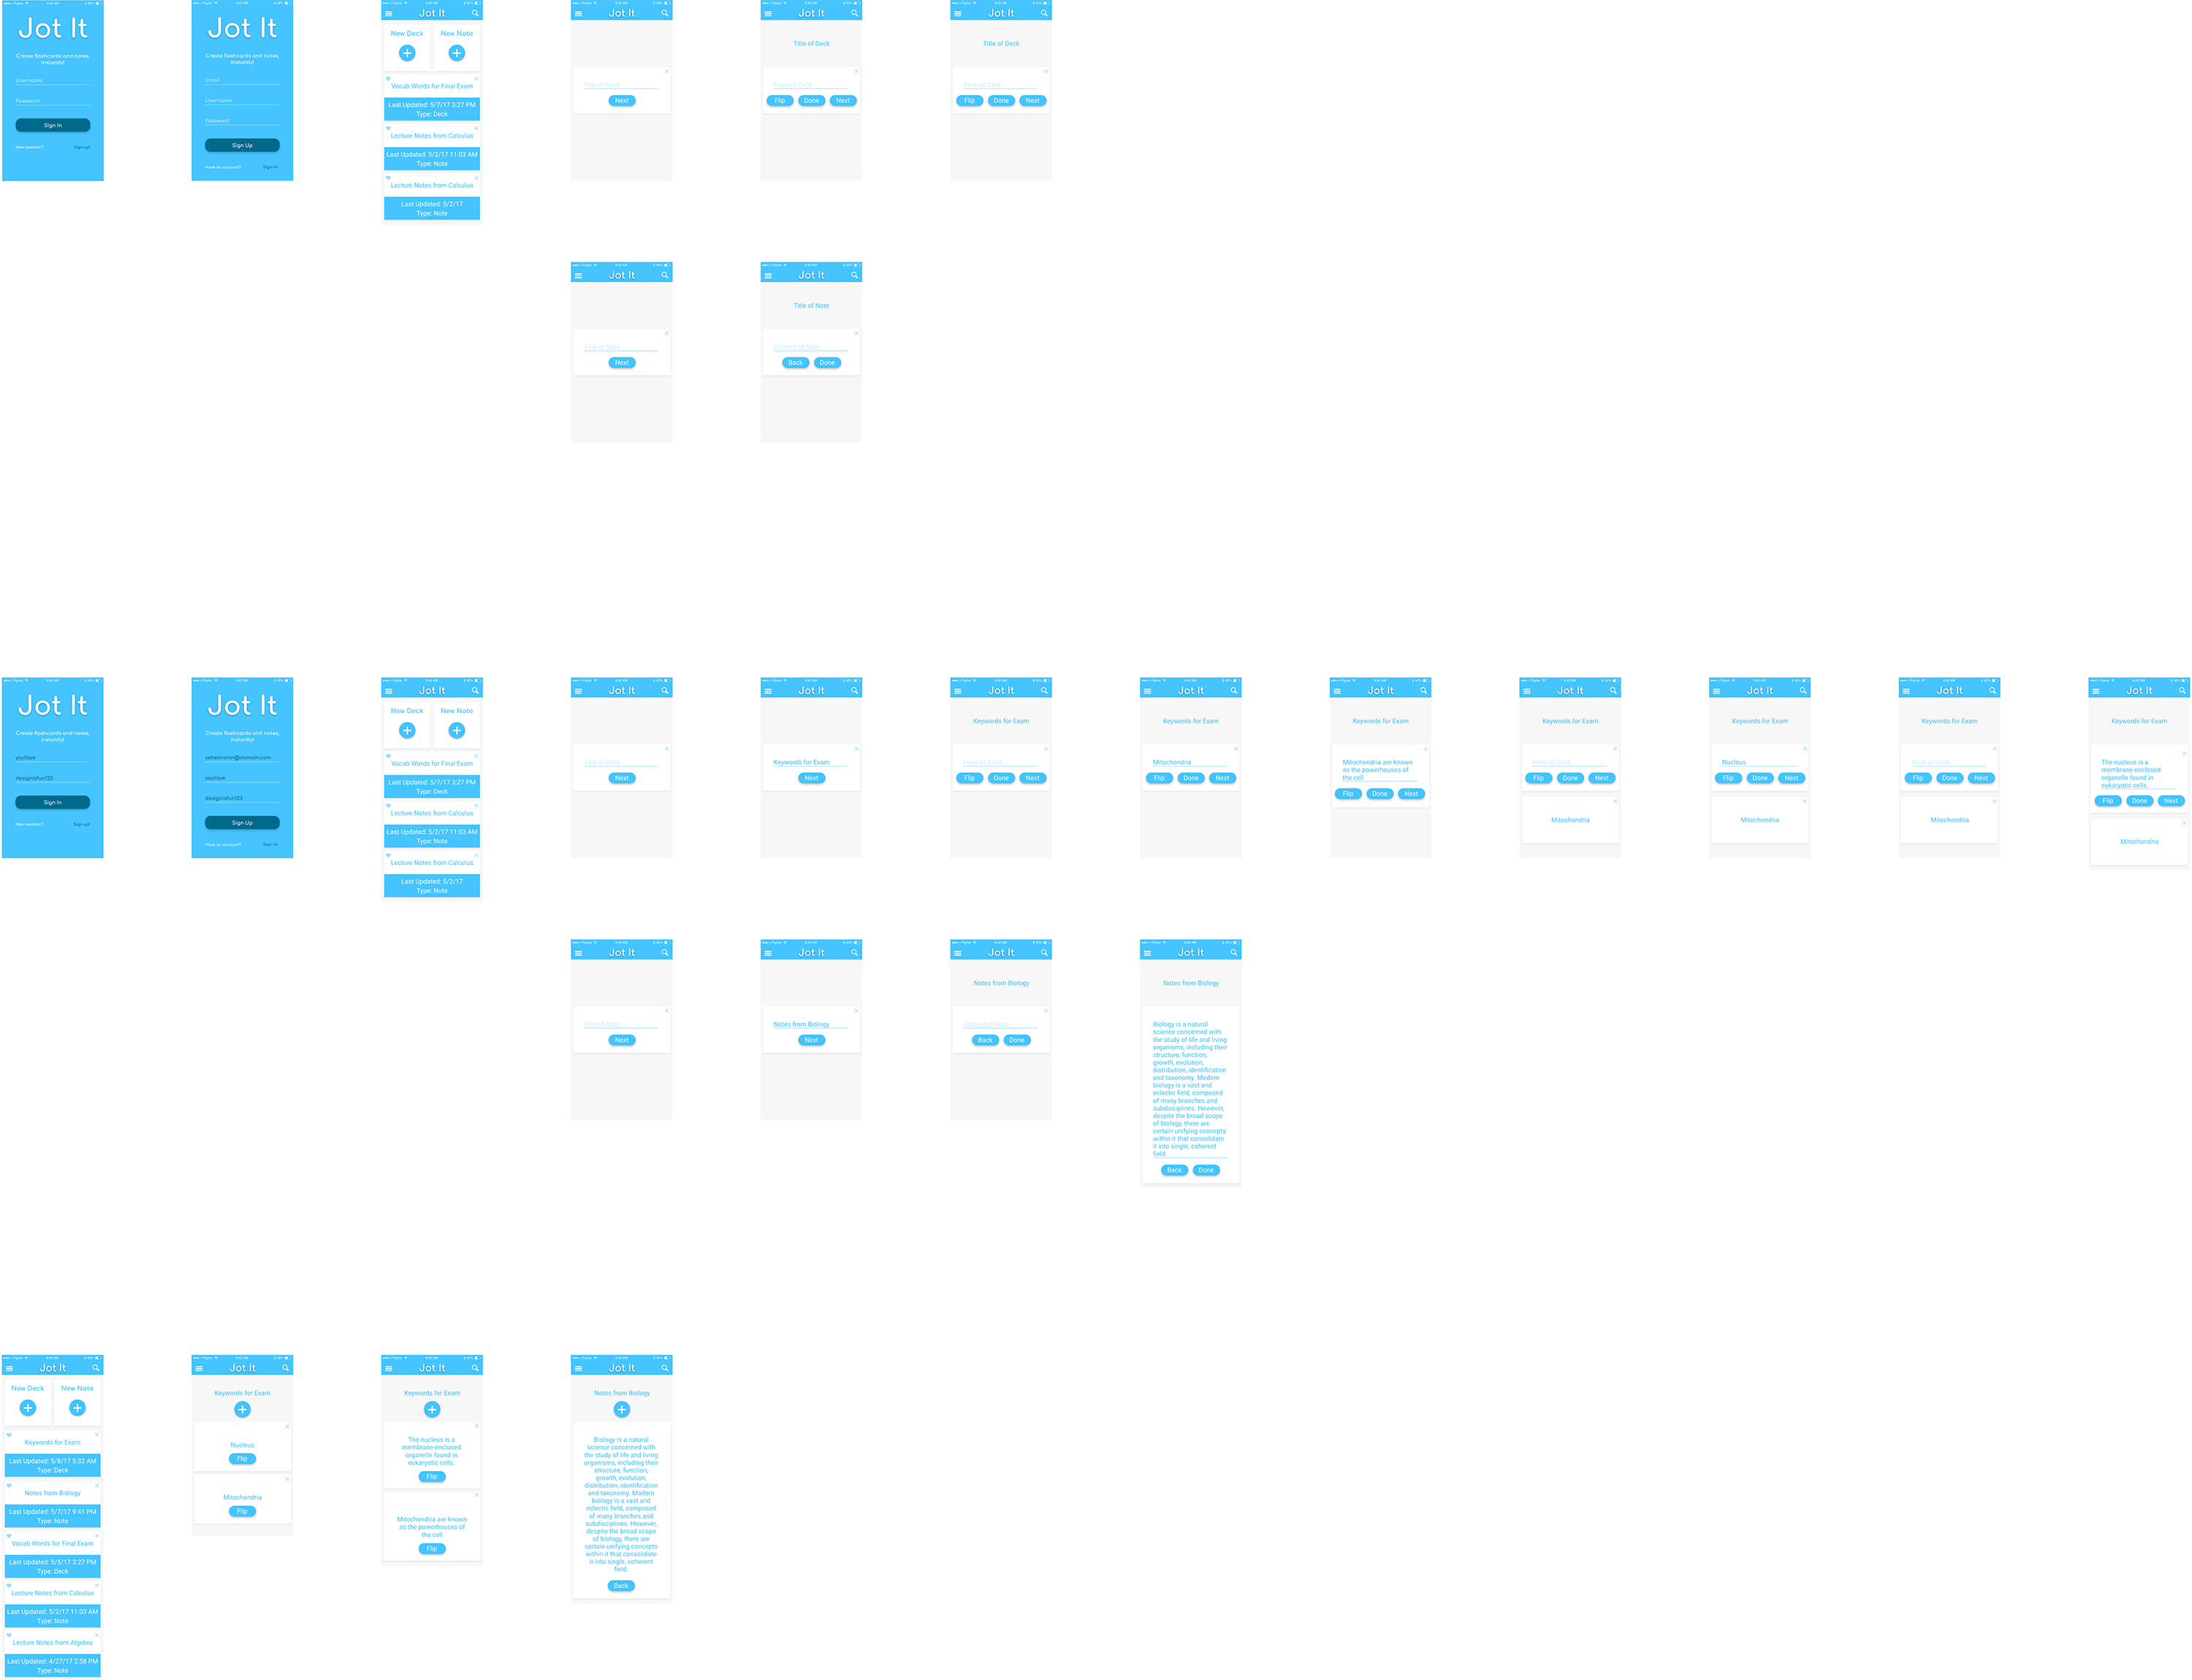 Jot It
Create flashcards and notes,
instantly!
Username
Password
Sign In
New member?
Sign up!
Jot It
Create flashcards and notes,
instantly!
Email
Username
Password
Sign Up
Have an account?
Sign in!
Jot It
New Deck
New Note
Vocab Words for Final Exam
Last Updated: 5/7/17 3:27 PM
Type: Deck
Lecture Notes from Calculus
Last Updated: 5/2/17 11:03 AM
Type: Note
Lecture Notes from Calculus
Last Updated: 5/2/17
Type: Note
Jot It
Title of Deck
Next
Jot It
Title of Deck
Front of Card
Flip
Done
Next
Jot It
Title of Deck
Back of Card
Flip
Done
Next
Jot It
Title of Note
Next
Jot It
Title of Note
Content of Note
Back
Done
Jot It
Create flashcards and notes,
instantly!
yayitsye
designisfun123
Sign In
New member?
Sign up!
Jot It
Create flashcards and notes,
instantly!
yeheonshin@domain.com
yayitsye
designisfun123
Sign Up
Have an account?
Sign in!
Jot It
New Deck
New Note
Vocab Words for Final Exam
Last Updated: 5/7/17 3:27 PM
Type: Deck
Lecture Notes from Calculus
Last Updated: 5/2/17 11:03 AM
Type: Note
Lecture Notes from Calculus
Last Updated: 5/2/17
Type: Note
Jot It
Title of Deck
Next
Jot It
Keywords for Exam
Next
Jot It
Keywords for Exam
Front of Card
Flip
Done
Next
Jot It
Keywords for Exam
Mitochondria
Flip
Done
Next
Jot It
Keywords for Exam
Mitochondria are known
as the powerhouses of
the cell
Flip
Done
Next
Jot It
Keywords for Exam
Front of Card
Flip
Done
Next
Mitochondria
Jot It
Keywords for Exam
Nucleus
Flip
Done
Next
Mitochondria
Jot It
Keywords for Exam
Back of Card
Flip
Done
Next
Mitochondria
Jot It
Keywords for Exam
The nucleus is a
membrane-enclosed
organelle found in
eukaryotic cells.
Flip
Done
Next
Mitochondria
Jot It
Title of Note
Next
Jot It
Notes from Biology
Next
Jot It
Notes from Biology
Content of Note
Back
Done
Jot It
Notes from Biology
Biology is a natural
science concerned with
the study of life and living
organisms, including their
structure, function,
growth, evolution,
distribution, identification
and taxonomy. Modern
biology is a vast and
eclectic field, composed
of many branches and
subdisciplines. However,
despite the broad scope
of biology, there are
certain unifying concepts
within it that consolidate
it into single, coherent
field.
Back
Done
Jot It
New Deck
New Note
Keywords for Exam
Last Updated: 5/8/17 5:32 AM
Type: Deck
Notes from Biology
Last Updated: 5/7/17 9:41 PM
Type: Note
Vocab Words for Final Exam
Last Updated: 5/5/17 3:27 PM
Type: Deck
Lecture Notes from Calculus
Last Updated: 5/2/17 11:03 AM
Type: Note
Lecture Notes from Algebra
Last Updated: 4/27/17 2:58 PM
Type: Note
Jot It
Keywords for Exam
Nucleus
Flip
Mitochondria
Flip
Jot It
Keywords for Exam
The nucleus is a
membrane-enclosed
organelle found in
eukaryotic cells.
Flip
Mitochondria are known
as the powerhouses of
the cell
Flip
Jot It
Notes from Biology
Biology is a natural
science concerned with
the study of life and living
organisms, including their
structure, function,
growth, evolution,
distribution, identification
and taxonomy. Modern
biology is a vast and
eclectic field, composed
of many branches and
subdisciplines. However,
despite the broad scope
of biology, there are
certain unifying concepts
within it that consolidate
it into single, coherent
field.
Back